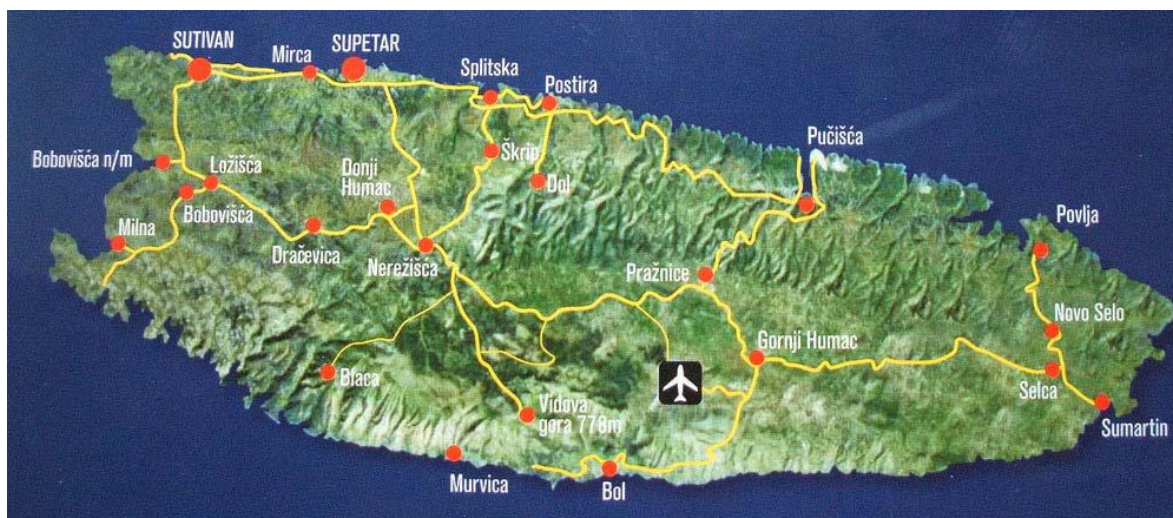 SUTIVAN
Mirca
SUPETAR
Splitska
Postira
Pučišća
Bobovišća n/m
Ložišća
Donji
Humac
Škrip
Dol
Povlja
Milna
Bobovišća
Dračevica
Nerežišća
Pražnice
Novo Selo
Gornji Humac
Blaca
Selca
Vidova
gora 778m
Sumartin
Murvica
Bol